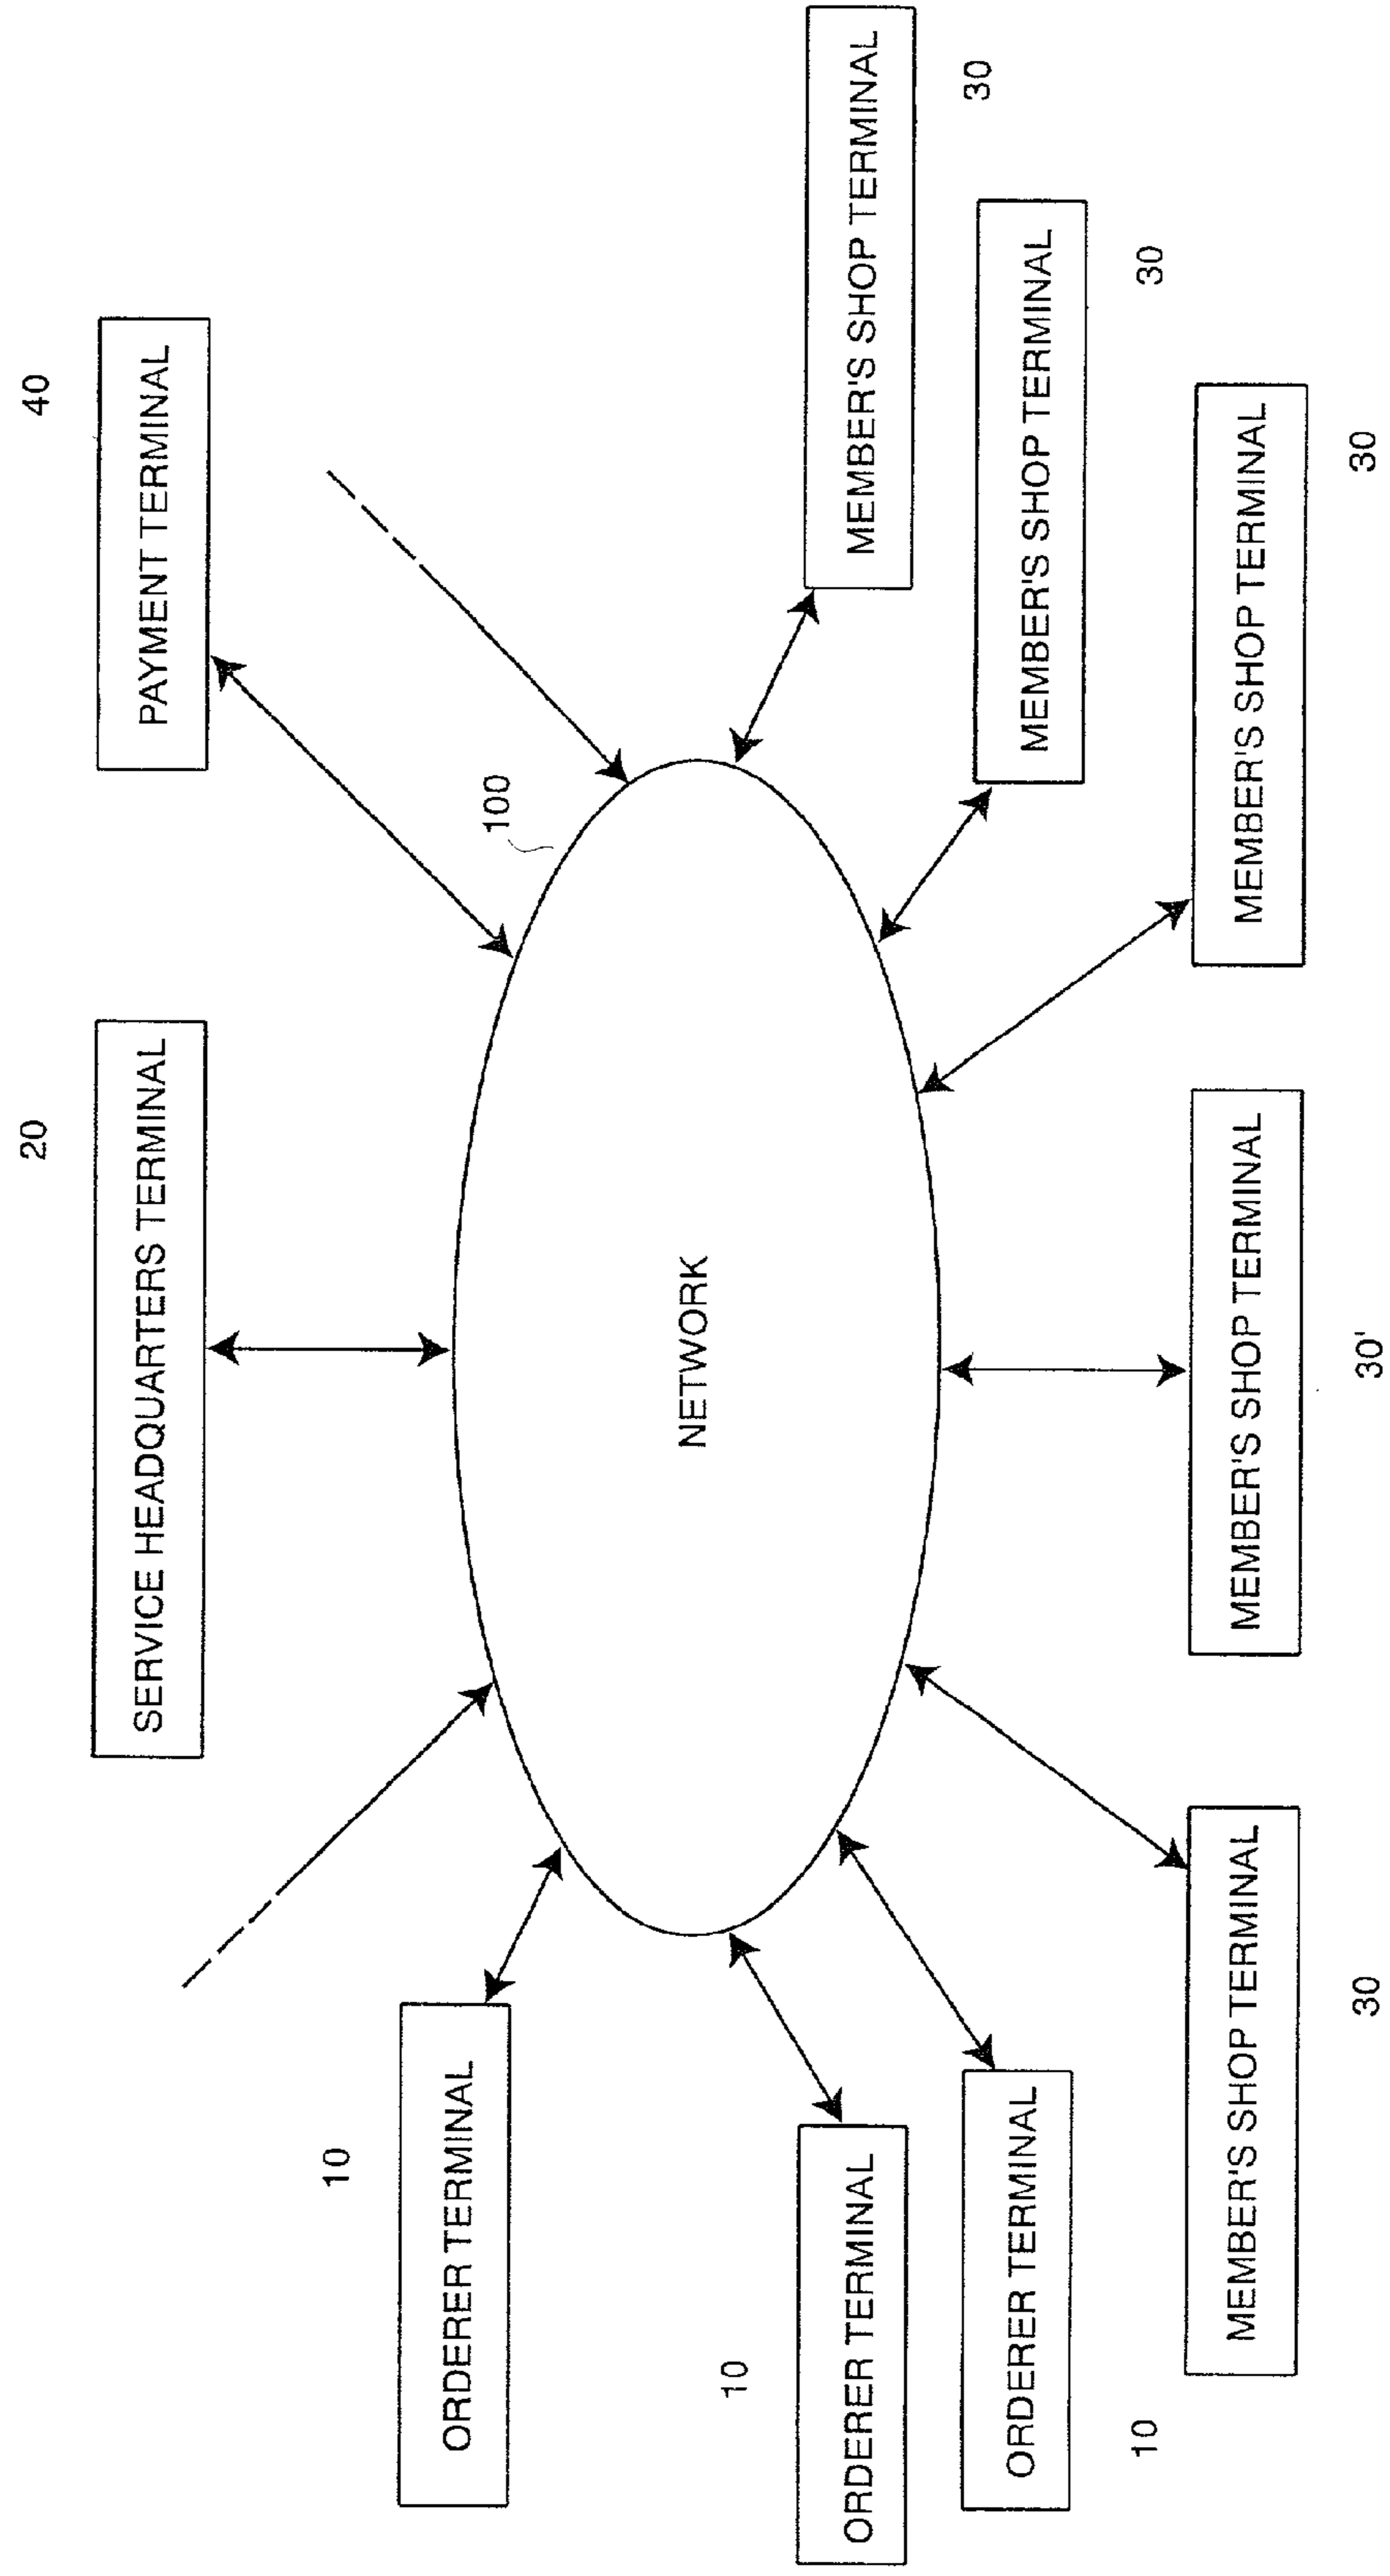 20
SERVICE HEADQUARTERS TERMINAL
40
PAYMENT TERMINAL
10
ORDERER TERMINAL
100
NETWORK
10
ORDERER TERMINAL
ORDERER TERMINAL
10
MEMBER'S SHOP TERMINAL
30
MEMBER'S SHOP TERMINAL
30
MEMBER'S SHOP TERMINAL
30
MEMBER'S SHOP TERMINAL
30'
MEMBER'S SHOP TERMINAL
30